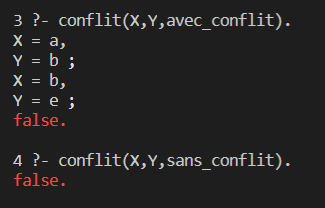 3 ?- conflit(X,Y,avec_conflit).
X = a,
Y = b ;
X = b,
Y = e ;
false.
4 ?- conflit(X,Y,sans_conflit).
false.